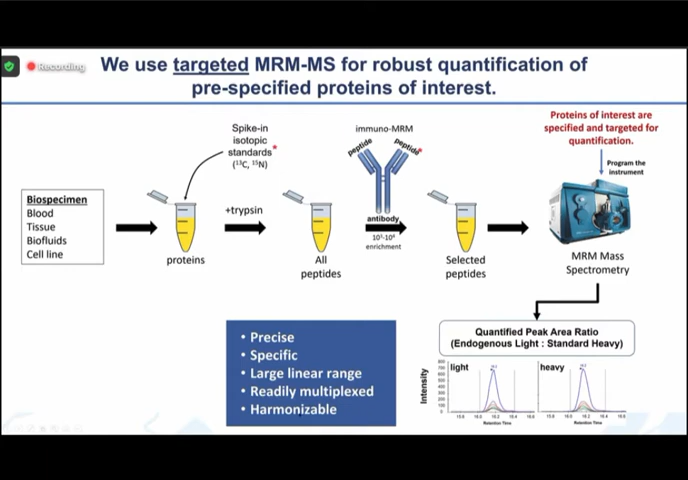 Recording
We use targeted MRM-MS for robust quantification of
pre-specified proteins of interest.
Biospecimen
Blood
Tissue
Biofluids
Cell line
Spike-in
isotopic
standards*
(¹³C, ¹⁵N)
proteins
+trypsin
All
peptides
immuno-MRM
peptide
peptide*
antibody
enrichment
Selected
peptides
Proteins of interest are
specified and targeted for
quantification.
Program the
instrument
MRM Mass
Spectrometry
Quantified Peak Area Ratio
(Endogenous Light : Standard Heavy)
• Precise
• Specific
• Large linear range
• Readily multiplexed
• Harmonizable
Intensity
light
heavy
Retention Time
Retention Time